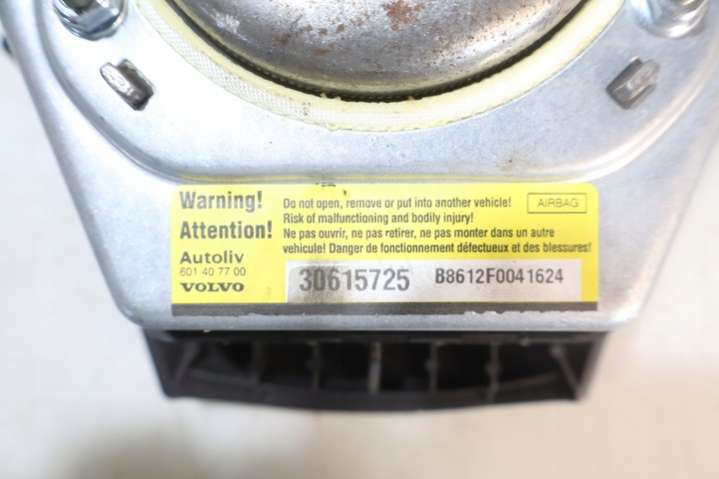 Warning!
Do not open, remove or put into another vehicle!
AIRBAG
Risk of malfunctioning and bodily injury!
Attention!
Ne pas ouvrir, ne pas retirer, ne pas monter dans un autre
vehicule! Danger de fonctionnement défectueux et des blessures!
Autoliv
601 40 77 00
VOLVO
30615725
B8612F0041624